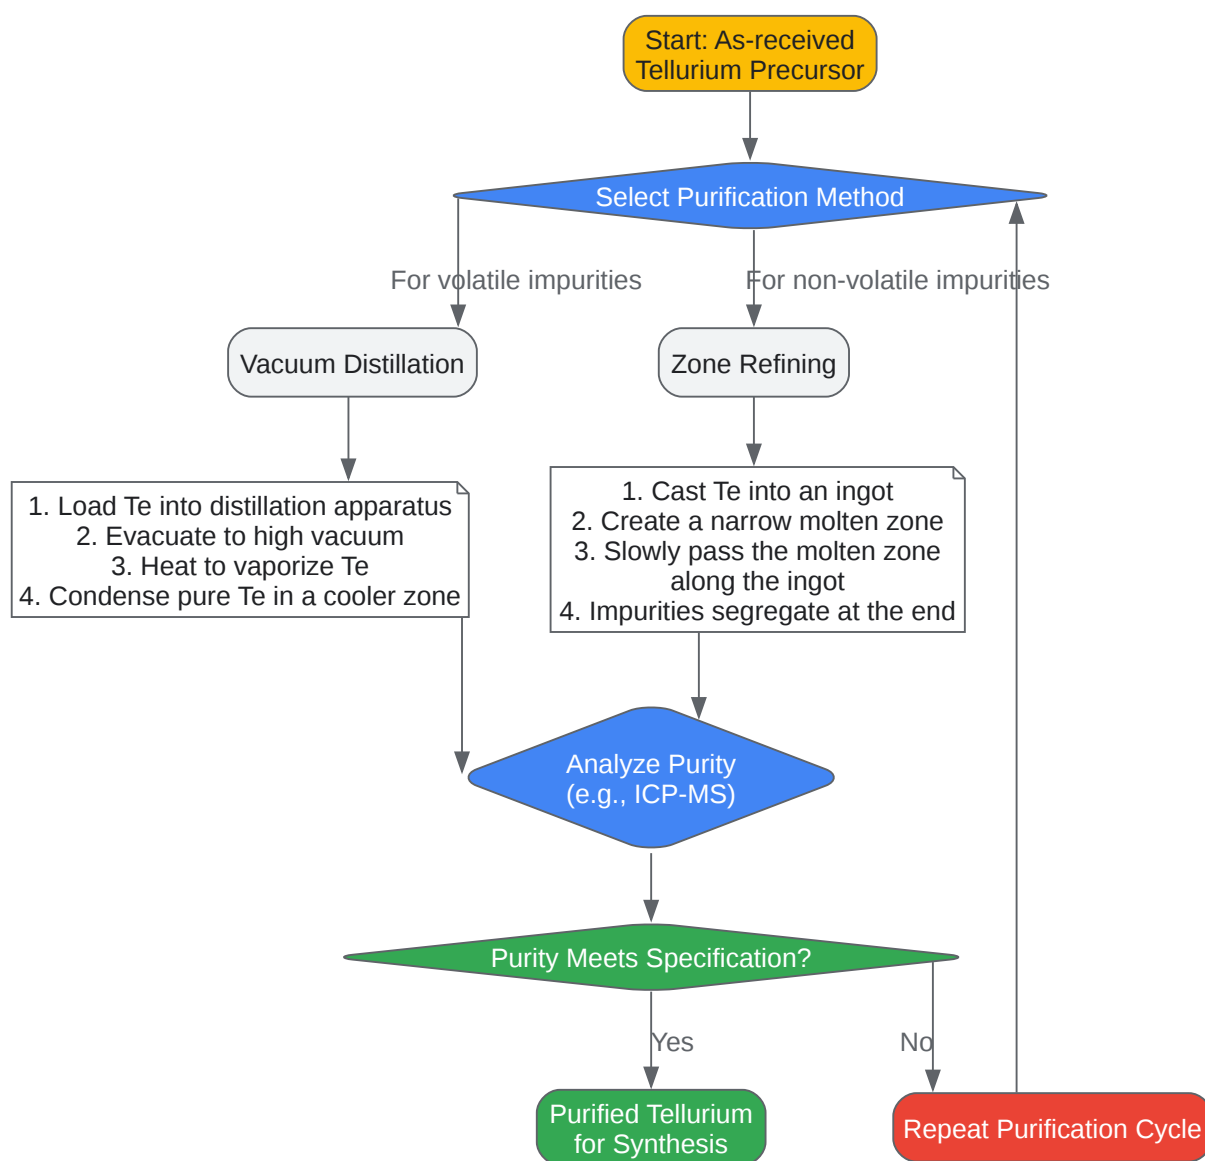 Start: As-received
Tellurium Precursor
Select Purification Method
For volatile impurities
For non-volatile impurities
Vacuum Distillation
Zone Refining
1. Load Te into distillation apparatus
2. Evacuate to high vacuum
3. Heat to vaporize Te
4. Condense pure Te in a cooler zone
1. Cast Te into an ingot
2. Create a narrow molten zone
3. Slowly pass the molten zone
along the ingot
4. Impurities segregate at the end
Analyze Purity
(e.g., ICP-MS)
Purity Meets Specification?
Yes
No
Purified Tellurium
for Synthesis
Repeat Purification Cycle